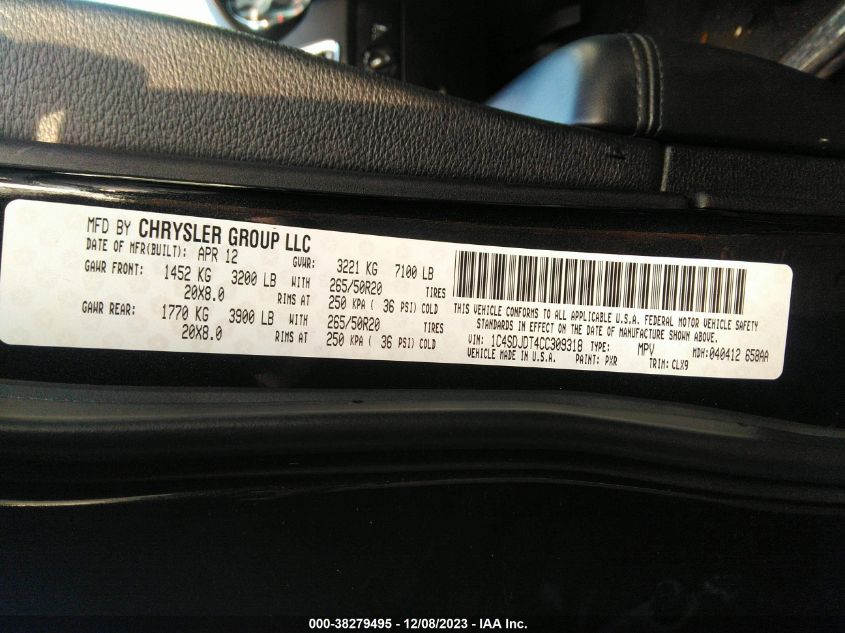 MFD BY CHRYSLER GROUP LLC
DATE OF MFR(BUILT): APR 12 GVWR: 3221 KG 7100 LB
GAWR FRONT: 1452 KG 3200 LB WITH 265/50R20 TIRES
20X8.0 RIMS AT 250 KPA ( 36 PSI) COLD
GAWR REAR: 1770 KG 3900 LB WITH 265/50R20 TIRES
20X8.0 RIMS AT 250 KPA ( 36 PSI) COLD
THIS VEHICLE CONFORMS TO ALL APPLICABLE U.S.A. FEDERAL MOTOR VEHICLE SAFETY
STANDARDS IN EFFECT ON THE DATE OF MANUFACTURE SHOWN ABOVE.
VIN: 1C4SDJDT4CC309318 TYPE: MPV MDH: 040412 658AA
VEHICLE MADE IN U.S.A. PAINT: PXR TRIM: CLX9
000-38279495 - 12/08/2023 - IAA Inc.